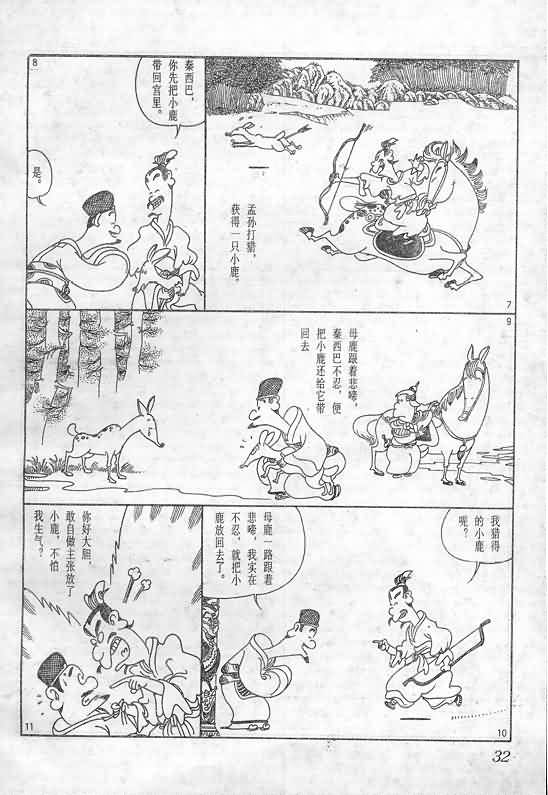 孟孙打猎，
获得一只小鹿。
7
秦西巴，
你先把小鹿
带回宫里。
是。
8
母鹿跟着悲啼，
秦西巴不忍，便
把小鹿还给它带
回去
9
我猎得
的小鹿
呢？
母鹿一路跟着
悲啼，我实在
不忍，就把小
鹿放回去了。
10
你好大胆，
敢自做主张放了
小鹿，不怕
我生气？
11
32